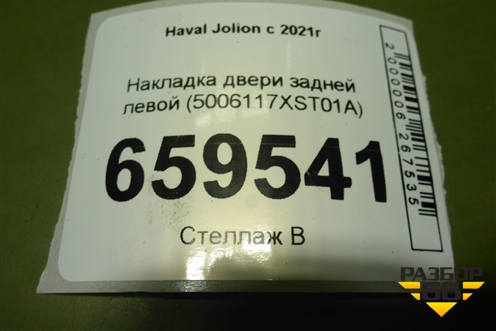 Haval Jolion с 2021г
Накладка двери задней
левой (5006117XST01A)
659541
Стеллаж В
2000006267535
РАЗБОР